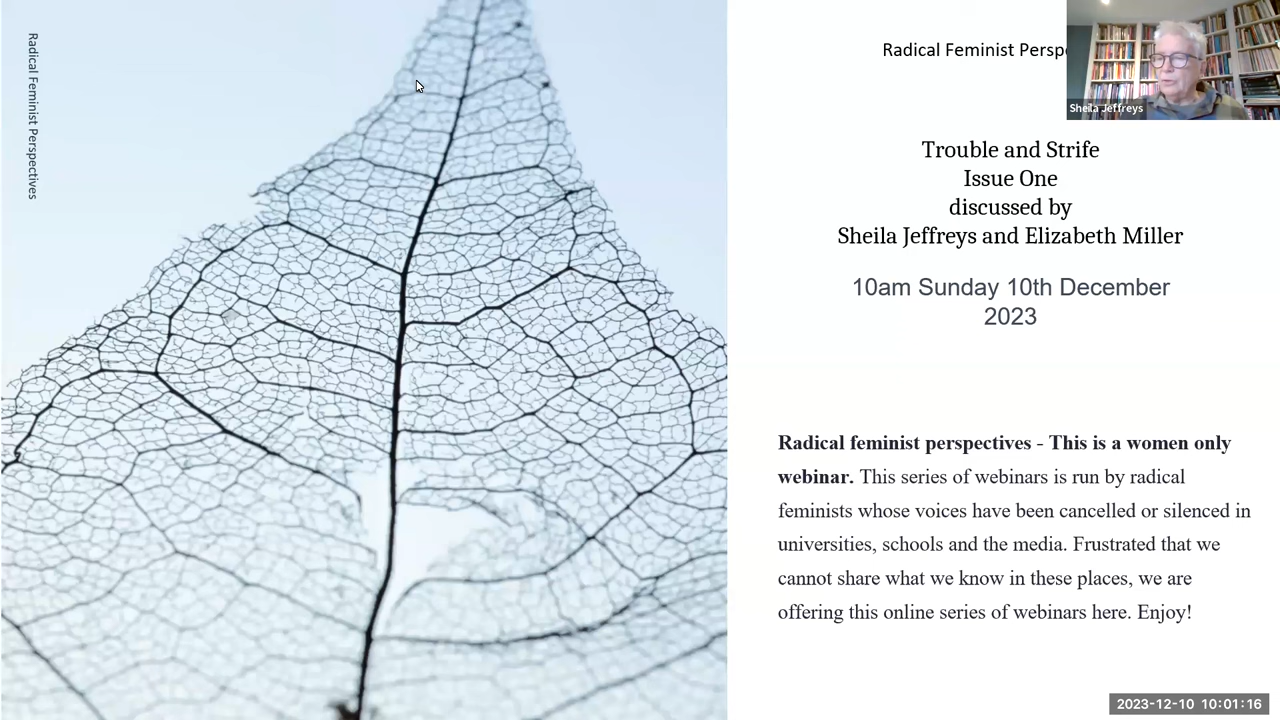 Radical Feminist Perspectives
Radical Feminist
Sheila Jeffreys
Trouble and Strife
Issue One
discussed by
Sheila Jeffreys and Elizabeth Miller
10am Sunday 10th December
2023
Radical feminist perspectives - This is a women only
webinar. This series of webinars is run by radical
feminists whose voices have been cancelled or silenced in
universities, schools and the media. Frustrated that we
cannot share what we know in these places, we are
offering this online series of webinars here. Enjoy!
2023-12-10 10:01:16